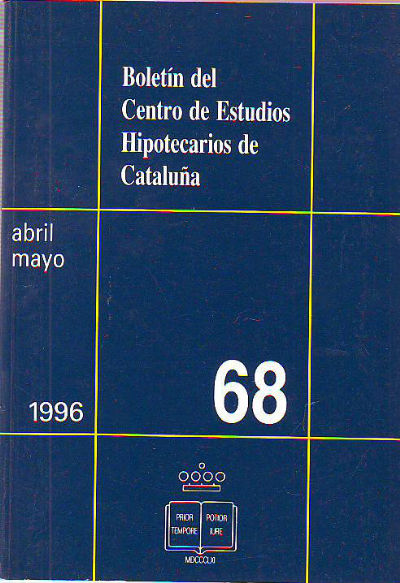 Boletín del
Centro de Estudios
Hipotecarios de
Cataluña
abril
mayo
1996
68
PRIOR
TEMPORE
POTIOR
IURE
MDCCCLXI